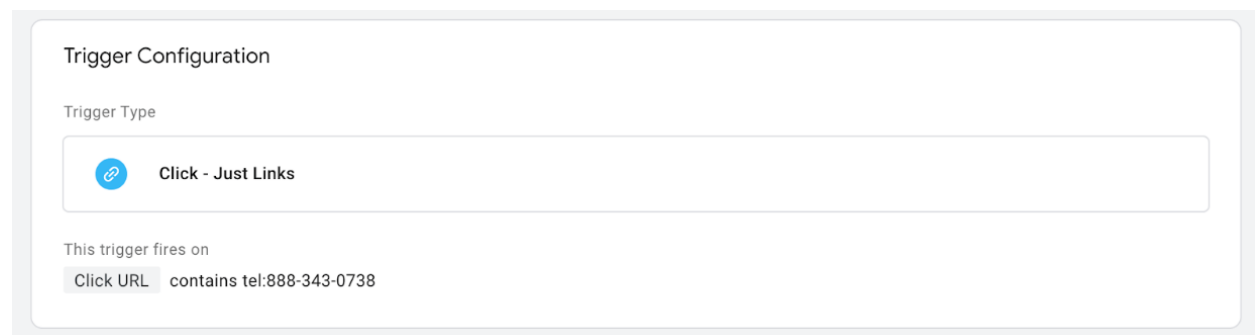 Trigger Configuration
Trigger Type
Click - Just Links
This trigger fires on
Click URL contains tel:888-343-0738